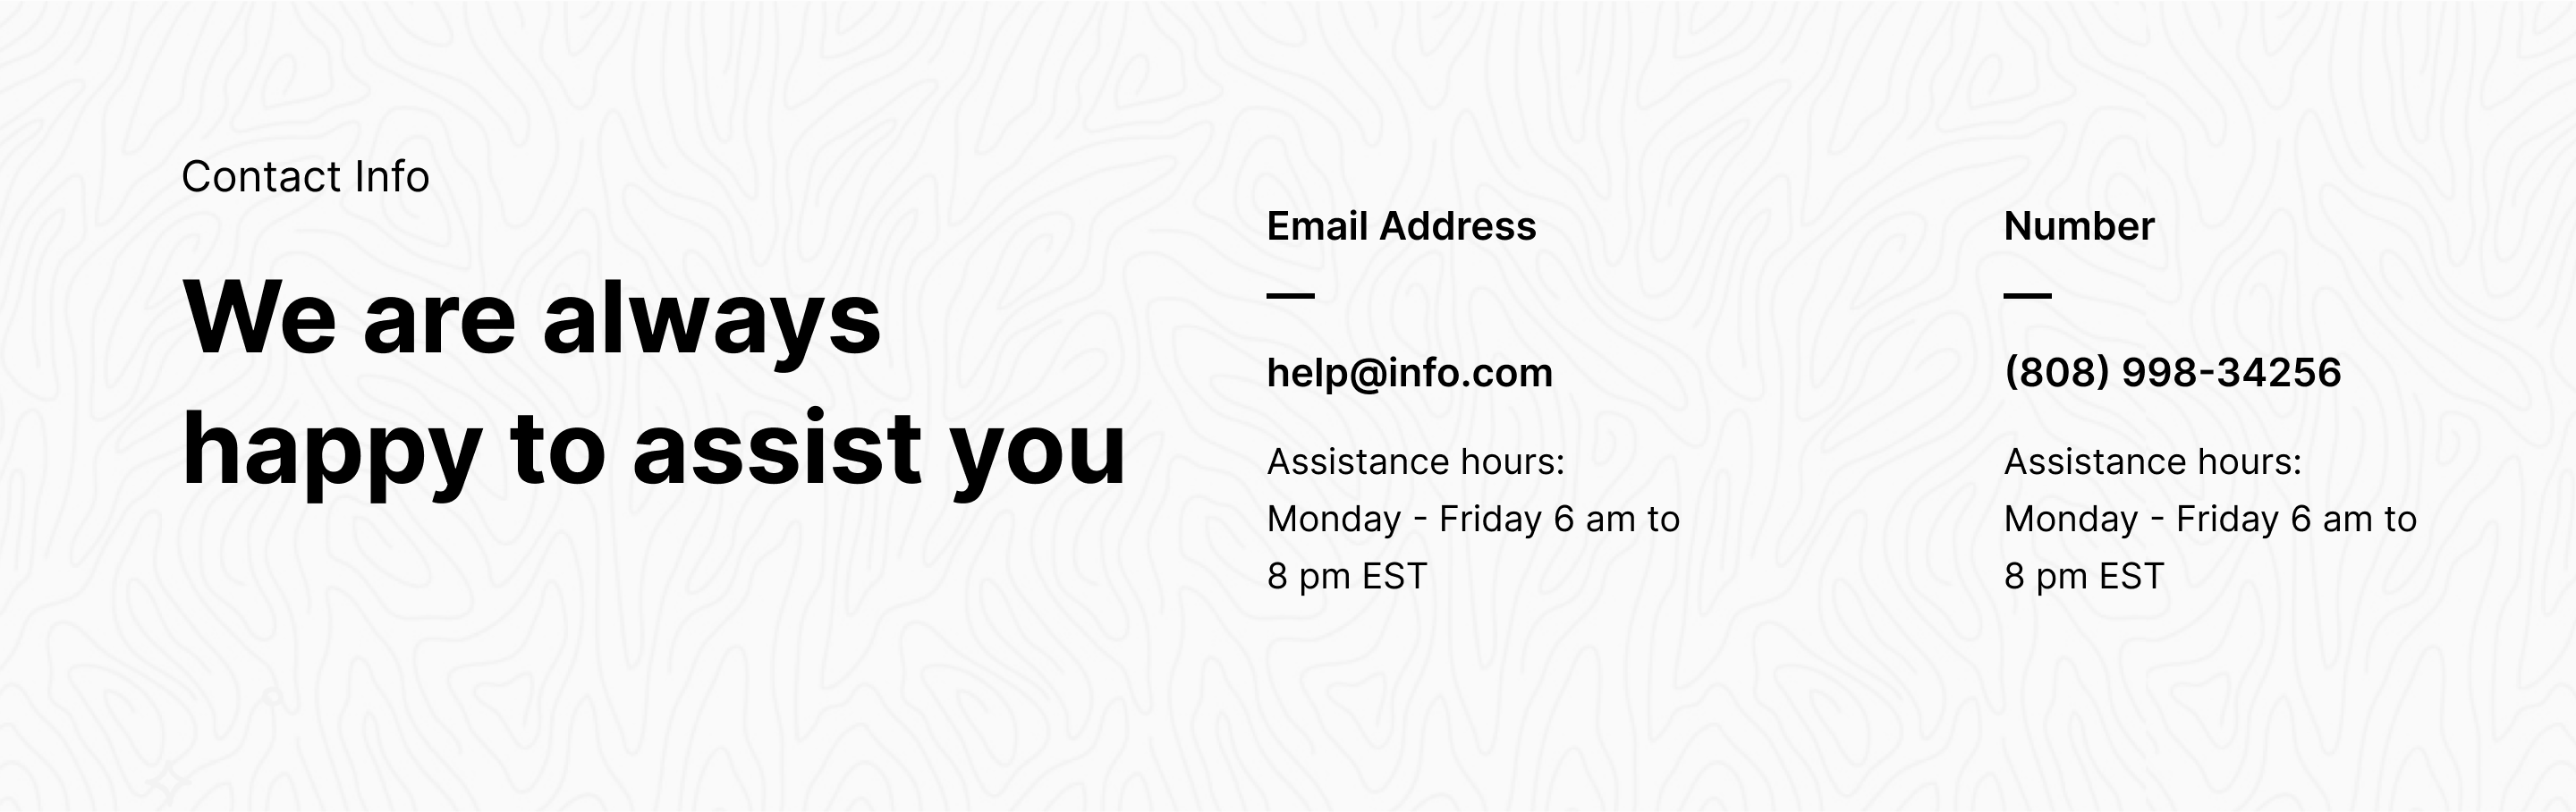 Contact Info
We are always
happy to assist you
Email Address
help@info.com
Assistance hours:
Monday - Friday 6 am to
8 pm EST
Number
(808) 998-34256
Assistance hours:
Monday - Friday 6 am to
8 pm EST